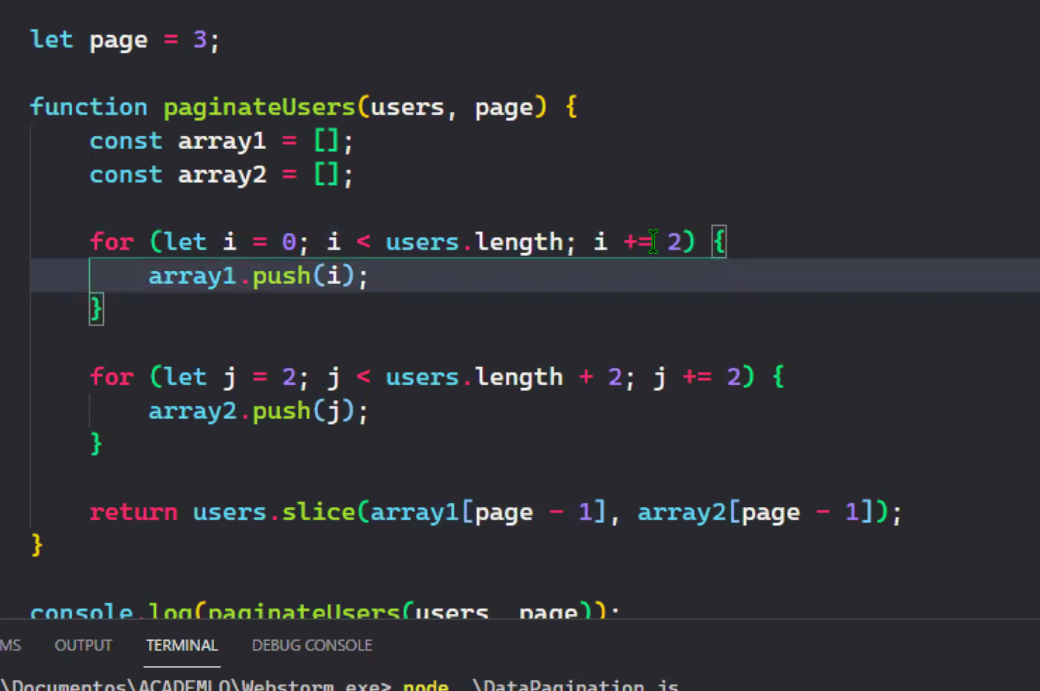 let page = 3;
function paginateUsers(users, page) {
const array1 = [];
const array2 = [];
for (let i = 0; i < users.length; i += 2) {
array1.push(i);
}
for (let j = 2; j < users.length + 2; j += 2) {
array2.push(j);
}
return users.slice(array1[page - 1], array2[page - 1]);
}
console.log(paginateUsers(users, page));
MS OUTPUT TERMINAL DEBUG CONSOLE
\Documentos\ACADEMLO\Webstorm.exe> node .\DataPagination.js